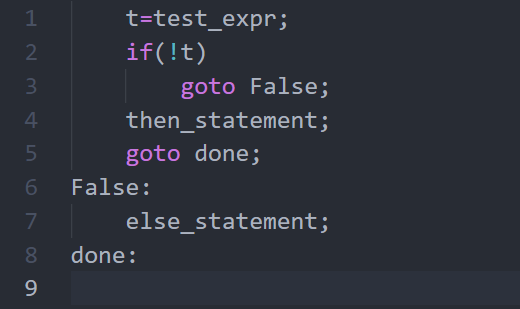 1 t=test_expr;
2 if(!t)
3 goto False;
4 then_statement;
5 goto done;
6 False:
7 else_statement;
8 done:
9